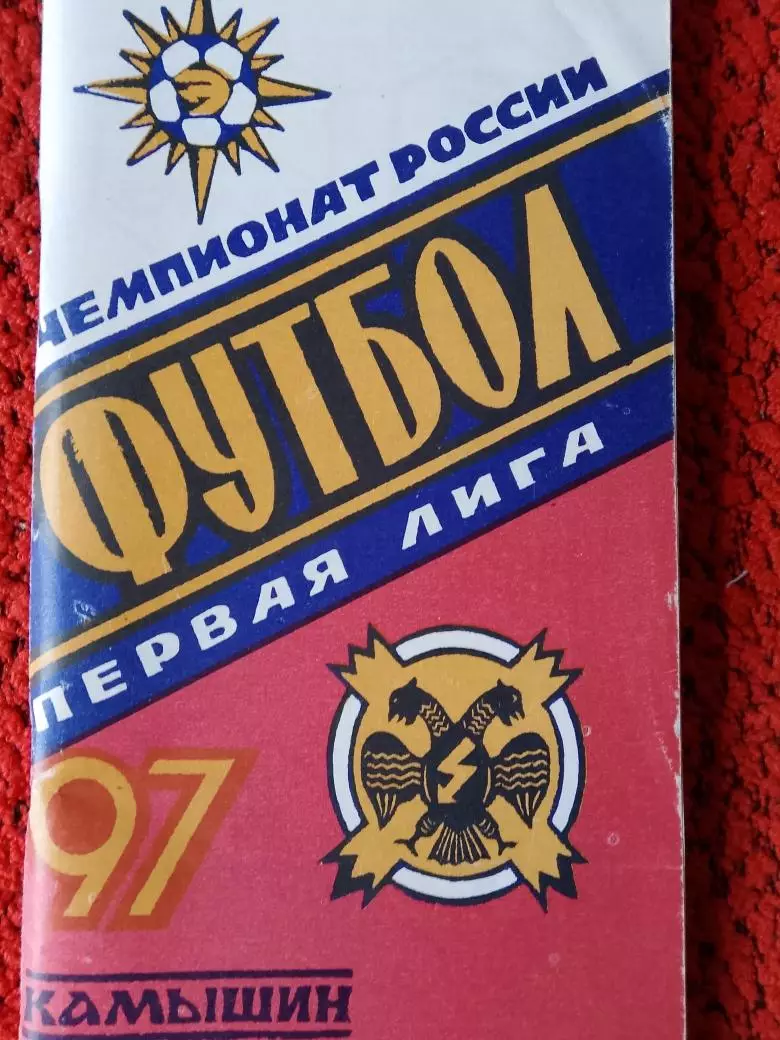 Э
ЧЕМПИОНАТ РОССИИ
ФУТБОЛ
ПЕРВАЯ ЛИГА
97
КАМЫШИН